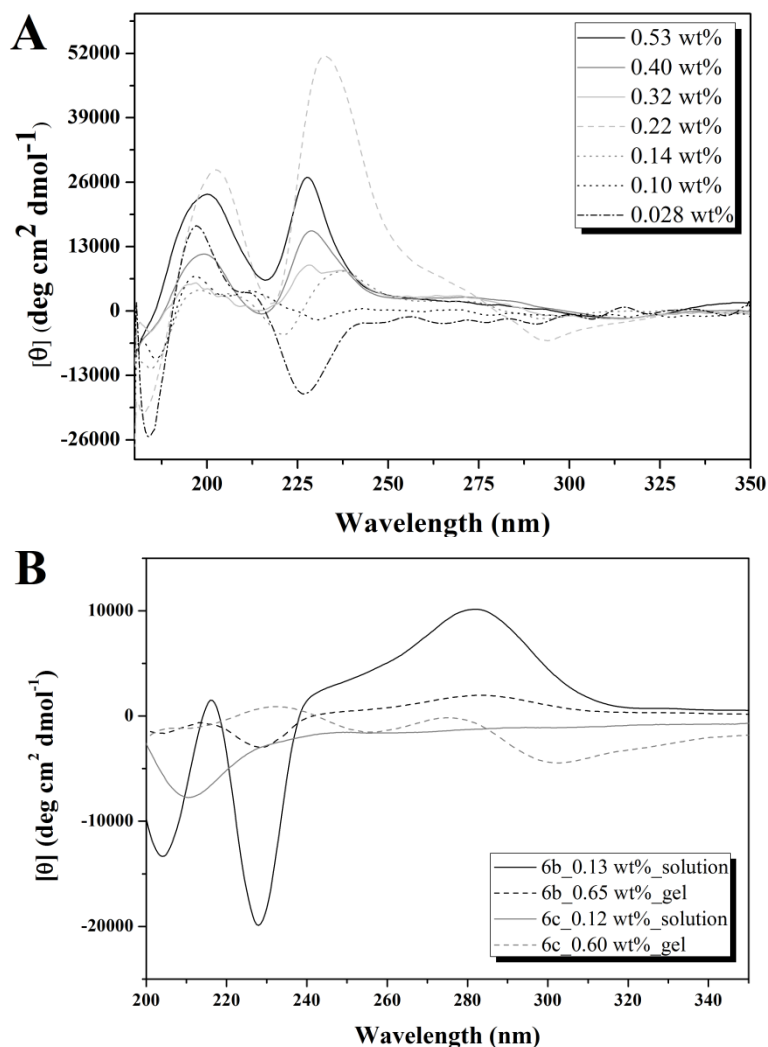 A
52000
39000
26000
13000
0
-13000
-26000
[θ] (deg cm² dmol⁻¹)
0.53 wt%
0.40 wt%
0.32 wt%
0.22 wt%
0.14 wt%
0.10 wt%
0.028 wt%
200 225 250 275 300 325 350
Wavelength (nm)
B
10000
0
-10000
-20000
[θ] (deg cm² dmol⁻¹)
6b_0.13 wt%_solution
6b_0.65 wt%_gel
6c_0.12 wt%_solution
6c_0.60 wt%_gel
200 220 240 260 280 300 320 340
Wavelength (nm)